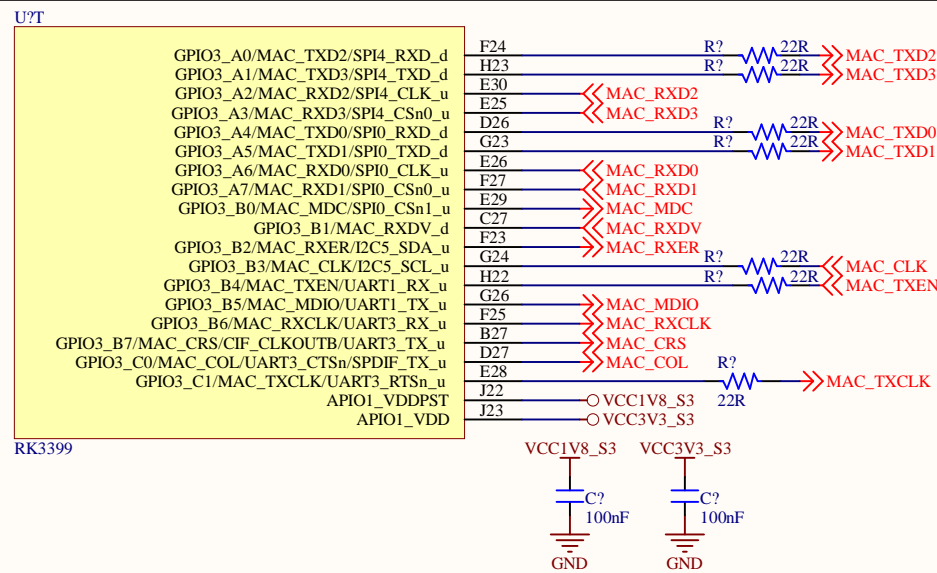 U?T
GPIO3_A0/MAC_TXD2/SPI4_RXD_d F24 R? 22R MAC_TXD2
GPIO3_A1/MAC_TXD3/SPI4_TXD_d H23 R? 22R MAC_TXD3
GPIO3_A2/MAC_RXD2/SPI4_CLK_u E30 MAC_RXD2
GPIO3_A3/MAC_RXD3/SPI4_CSn0_u E25 MAC_RXD3
GPIO3_A4/MAC_TXD0/SPI0_RXD_d D26 R? 22R MAC_TXD0
GPIO3_A5/MAC_TXD1/SPI0_TXD_d G23 R? 22R MAC_TXD1
GPIO3_A6/MAC_RXD0/SPI0_CLK_u E26 MAC_RXD0
GPIO3_A7/MAC_RXD1/SPI0_CSn0_u F27 MAC_RXD1
GPIO3_B0/MAC_MDC/SPI0_CSn1_u E29 MAC_MDC
GPIO3_B1/MAC_RXDV_d C27 MAC_RXDV
GPIO3_B2/MAC_RXER/I2C5_SDA_u F23 MAC_RXER
GPIO3_B3/MAC_CLK/I2C5_SCL_u G24 R? 22R MAC_CLK
GPIO3_B4/MAC_TXEN/UART1_RX_u H22 R? 22R MAC_TXEN
GPIO3_B5/MAC_MDIO/UART1_TX_u G26 MAC_MDIO
GPIO3_B6/MAC_RXCLK/UART3_RX_u F25 MAC_RXCLK
GPIO3_B7/MAC_CRS/CIF_CLKOUTB/UART3_TX_u B27 MAC_CRS
GPIO3_C0/MAC_COL/UART3_CTSn/SPDIF_TX_u D27 MAC_COL
GPIO3_C1/MAC_TXCLK/UART3_RTSn_u E28 R? 22R MAC_TXCLK
APIO1_VDDPST J22 VCC1V8_S3
APIO1_VDD J23 VCC3V3_S3
RK3399
VCC1V8_S3 VCC3V3_S3
C? C?
100nF 100nF
GND GND